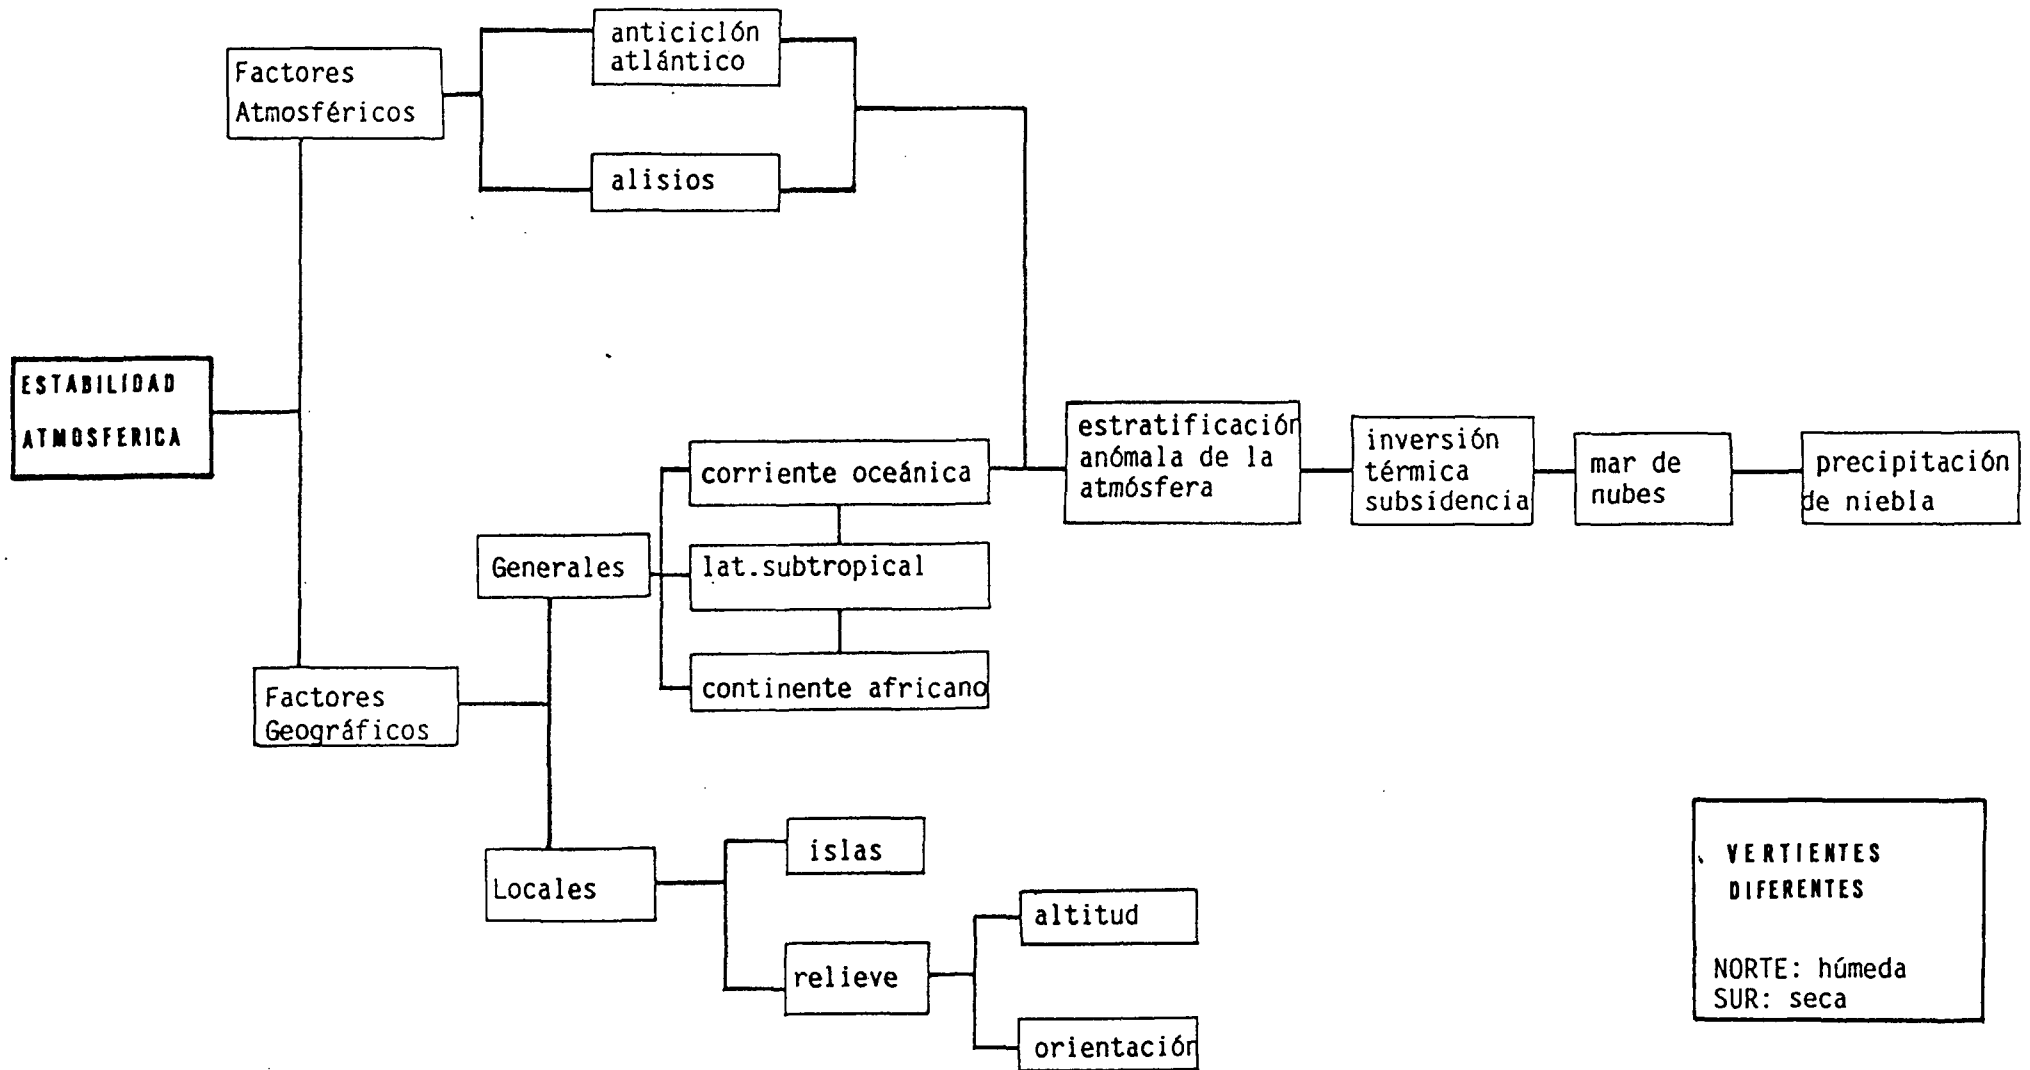 anticiclón
atlántico
Factores
Atmosféricos
alisios
ESTABILIDAD
ATMOSFERICA
estratificación
anómala de la
atmósfera
inversión
térmica
subsidencia
mar de
nubes
precipitación
de niebla
corriente oceánica
Generales
lat.subtropical
continente africano
Factores
Geográficos
islas
Locales
altitud
relieve
orientación
VERTIENTES
DIFERENTES
NORTE: húmeda
SUR: seca